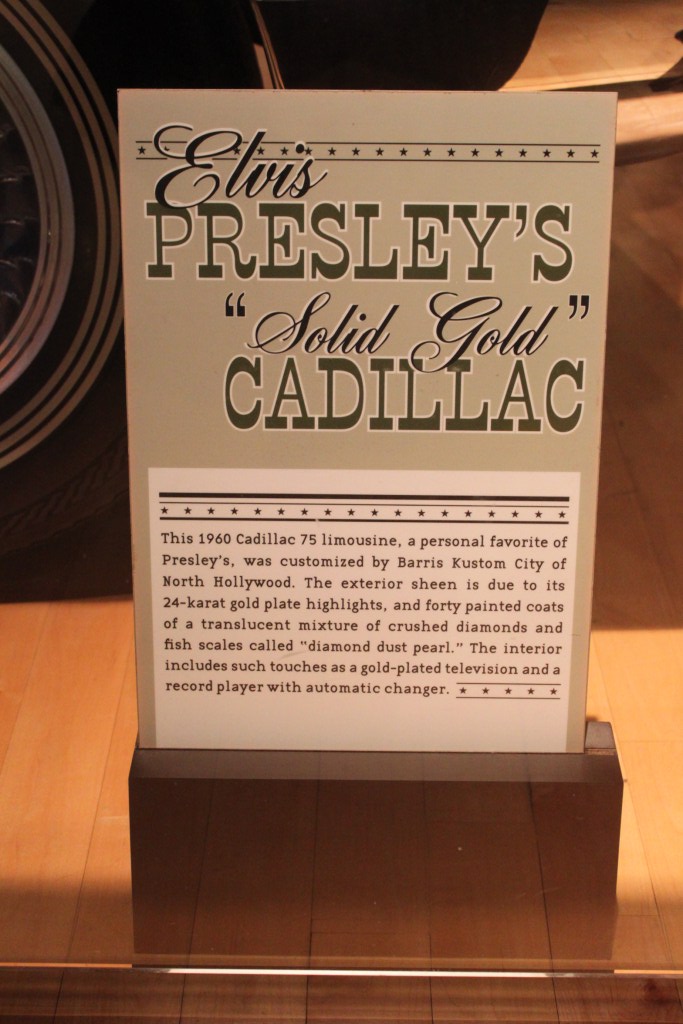 Elvis
PRESLEY'S
"Solid Gold"
CADILLAC
This 1960 Cadillac 75 limousine, a personal favorite of
Presley's, was customized by Barris Kustom City of
North Hollywood. The exterior sheen is due to its
24-karat gold plate highlights, and forty painted coats
of a translucent mixture of crushed diamonds and
fish scales called "diamond dust pearl." The interior
includes such touches as a gold-plated television and a
record player with automatic changer.